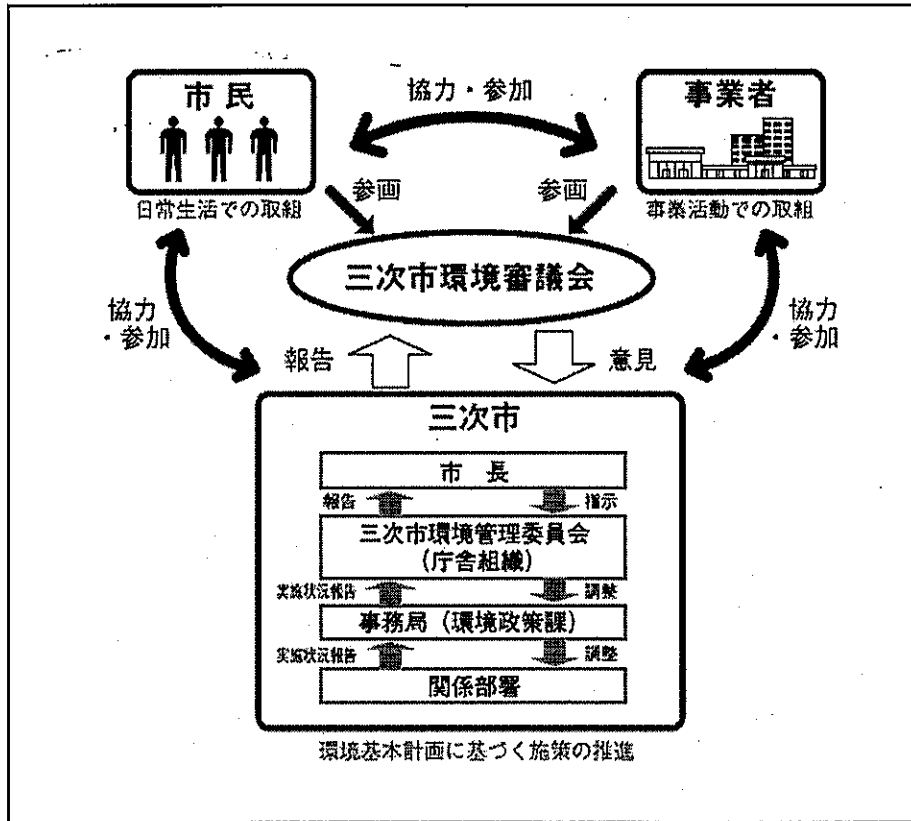 市民
協力・参加
事業者
日常生活での取組
参画
参画
事業活動での取組
三次市環境審議会
協力
・参加
報告
意見
協力
・参加
三次市
市 長
報告
指示
三次市環境管理委員会
(庁舎組織)
実施状況報告
調整
事務局（環境政策課）
実施状況報告
調整
関係部署
環境基本計画に基づく施策の推進